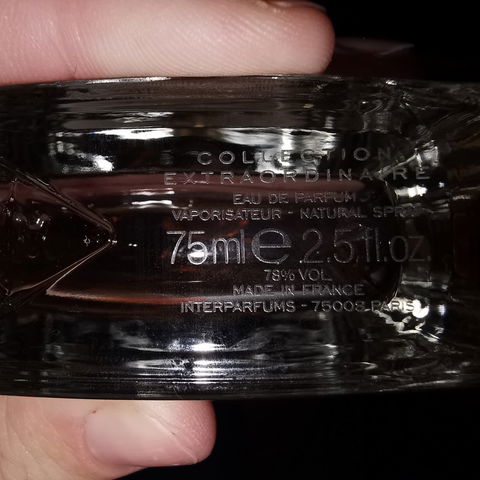 COLLECTION
EXTRAORDINAIRE
EAU DE PARFUM
VAPORISATEUR - NATURAL SPRAY
75ml e 2.5 fl.oz.
78% VOL.
MADE IN FRANCE
INTERPARFUMS - 75008 PARIS